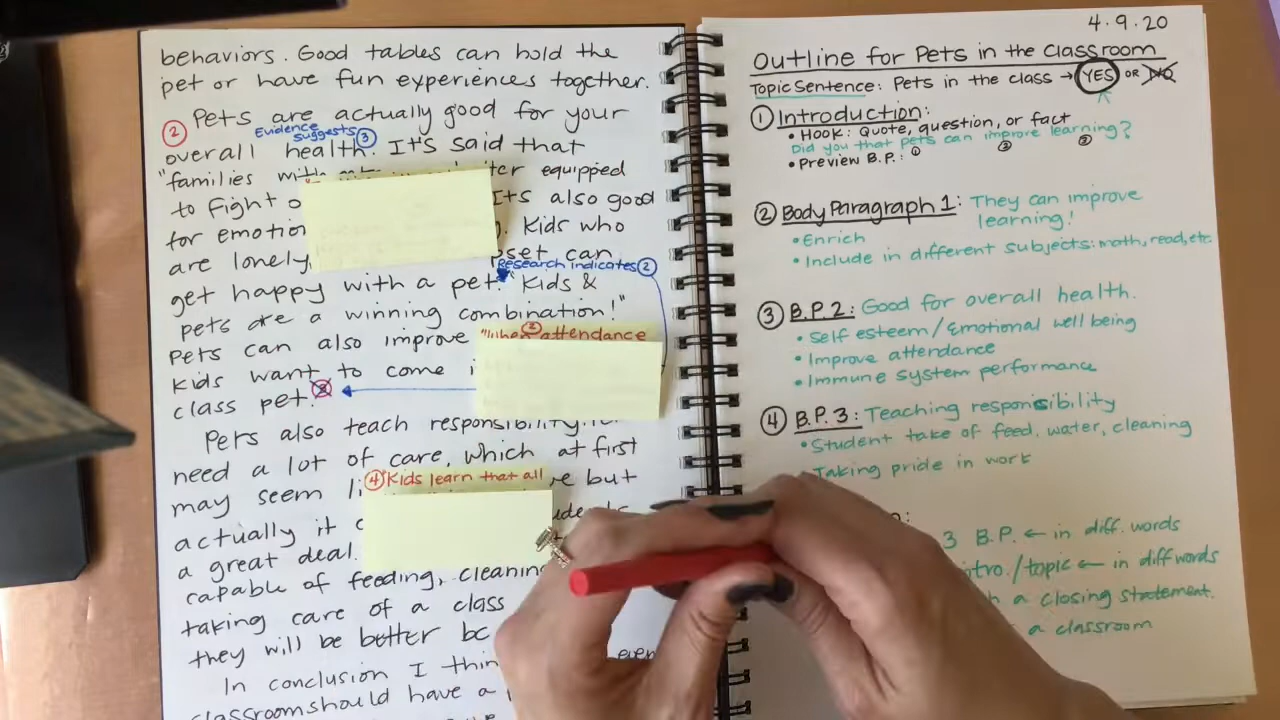 behaviors. Good tables can hold the
pet or have fun experiences together.
Pets are actually good for your
② Evidence suggests ③
overall health. It's said that
"families
equipped
to fight
Its also good
for
Kids who
are lonely,
can
Research indicates ②
get happy with a pet. Kids &
pets are a winning combination!"
Pets can also improve
"When ② attendance
kids want to come
class pet.
Pets also teach responsibility.
need a lot of care, which at first
may seem
④ "Kids learn that all
but
actually it
a great deal.
capable of feeding, cleaning
taking care of a class
they will be better
In conclusion I
even
classroom should have a
4.9.20
Outline for Pets in the Classroom
Topic Sentence: Pets in the class → YES or NO
① Introduction:
• Hook: Quote, question, or fact
Did you that pets can improve learning?
• Preview B.P.: ① ② ③
② Body Paragraph 1: They can improve
learning!
• Enrich
• Include in different subjects: math, read, etc.
③ B.P. 2: Good for overall health.
• Self esteem/Emotional well being
• Improve attendance
• Immune system performance
④ B.P. 3: Teaching responsibility
• Student take of feed, water, cleaning
Taking pride in work
3 B.P. ← in diff. words
intro./topic ← in diff words
a closing statement.
a classroom